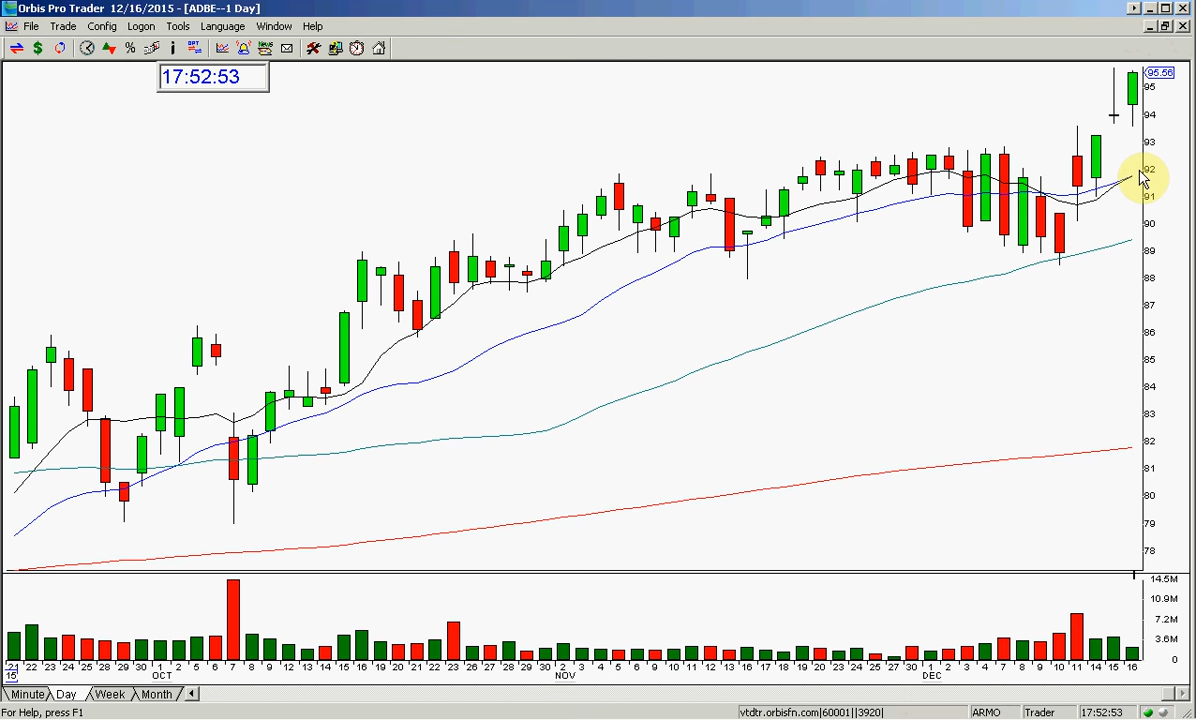 Orbis Pro Trader 12/16/2015 - [ADBE--1 Day]
File Trade Config Logon Tools Language Window Help
17:52:53
95.56
95
94
93
92
91
90
89
88
87
86
85
84
83
82
81
80
79
78
14.5M
10.9M
7.2M
3.6M
0
21 22 23 24 25 28 29 30 1 2 5 6 7 8 9 12 13 14 15 16 19 20 21 22 23 26 27 28 29 30 2 3 4 5 6 9 10 11 12 13 16 17 18 19 20 23 24 25 27 30 1 2 3 4 7 8 9 10 11 14 15 16
15 OCT NOV DEC
Minute Day Week Month
For Help, press F1 vtdtr.orbisfn.com|60001||3920| ARMO Trader 17:52:53